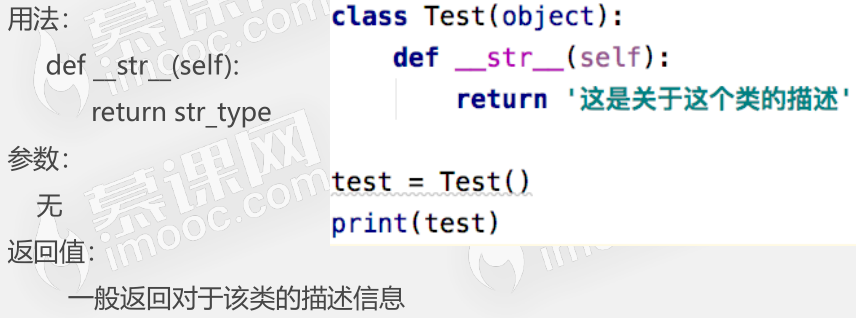 用法：
def __str__(self):
return str_type
参数：
无
返回值：
一般返回对于该类的描述信息
class Test(object):
def __str__(self):
return '这是关于这个类的描述'
test = Test()
print(test)
慕课网
imooc.com
慕课网
imooc.com
imooc.com